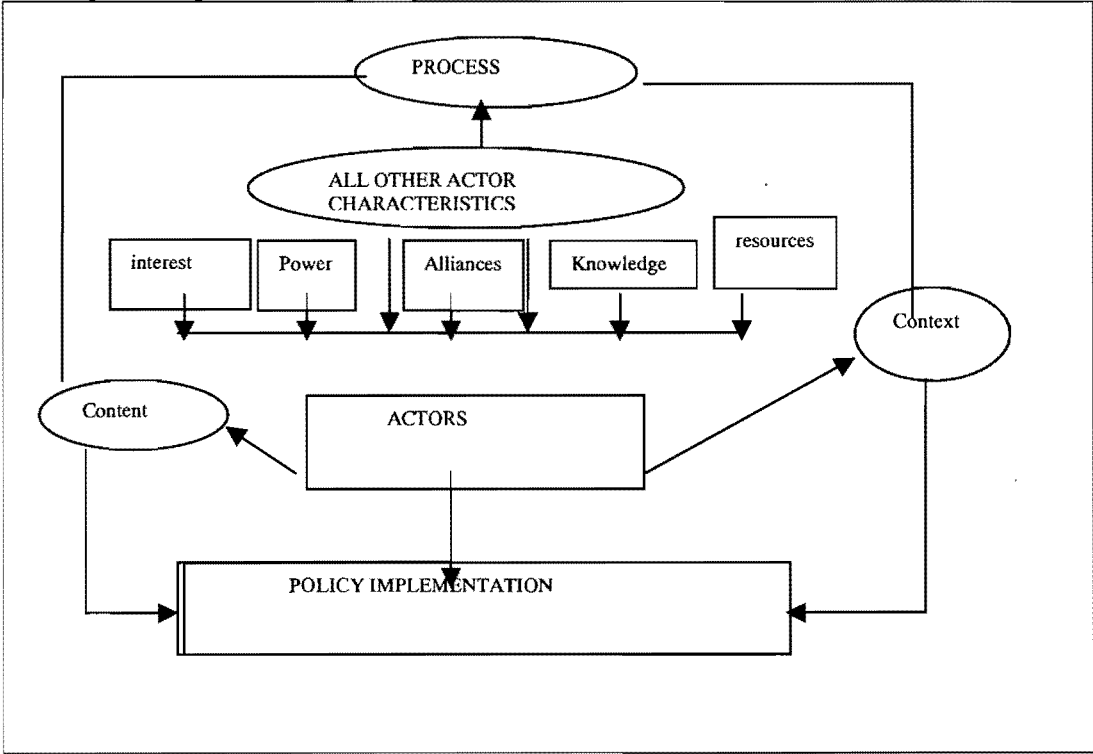 PROCESS
ALL OTHER ACTOR
CHARACTERISTICS
interest
Power
Alliances
Knowledge
resources
Context
Content
ACTORS
POLICY IMPLEMENTATION